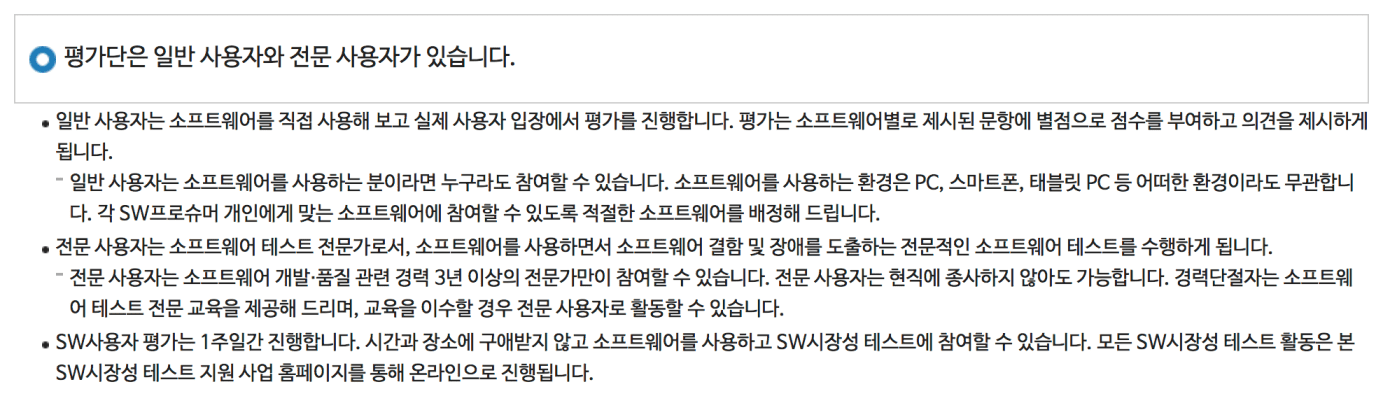 평가단은 일반 사용자와 전문 사용자가 있습니다.
• 일반 사용자는 소프트웨어를 직접 사용해 보고 실제 사용자 입장에서 평가를 진행합니다. 평가는 소프트웨어별로 제시된 문항에 별점으로 점수를 부여하고 의견을 제시하게
됩니다.
- 일반 사용자는 소프트웨어를 사용하는 분이라면 누구라도 참여할 수 있습니다. 소프트웨어를 사용하는 환경은 PC, 스마트폰, 태블릿 PC 등 어떠한 환경이라도 무관합니
다. 각 SW프로슈머 개인에게 맞는 소프트웨어에 참여할 수 있도록 적절한 소프트웨어를 배정해 드립니다.
• 전문 사용자는 소프트웨어 테스트 전문가로서, 소프트웨어를 사용하면서 소프트웨어 결함 및 장애를 도출하는 전문적인 소프트웨어 테스트를 수행하게 됩니다.
- 전문 사용자는 소프트웨어 개발·품질 관련 경력 3년 이상의 전문가만이 참여할 수 있습니다. 전문 사용자는 현직에 종사하지 않아도 가능합니다. 경력단절자는 소프트웨
어 테스트 전문 교육을 제공해 드리며, 교육을 이수할 경우 전문 사용자로 활동할 수 있습니다.
• SW사용자 평가는 1주일간 진행합니다. 시간과 장소에 구애받지 않고 소프트웨어를 사용하고 SW시장성 테스트에 참여할 수 있습니다. 모든 SW시장성 테스트 활동은 본
SW시장성 테스트 지원 사업 홈페이지를 통해 온라인으로 진행됩니다.